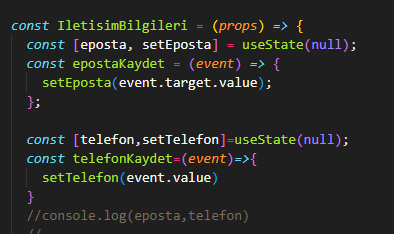 const IletisimBilgileri = (props) => {
const [eposta, setEposta] = useState(null);
const epostaKaydet = (event) => {
setEposta(event.target.value);
};
const [telefon,setTelefon]=useState(null);
const telefonKaydet=(event)=>{
setTelefon(event.value)
}
//console.log(eposta,telefon)
//